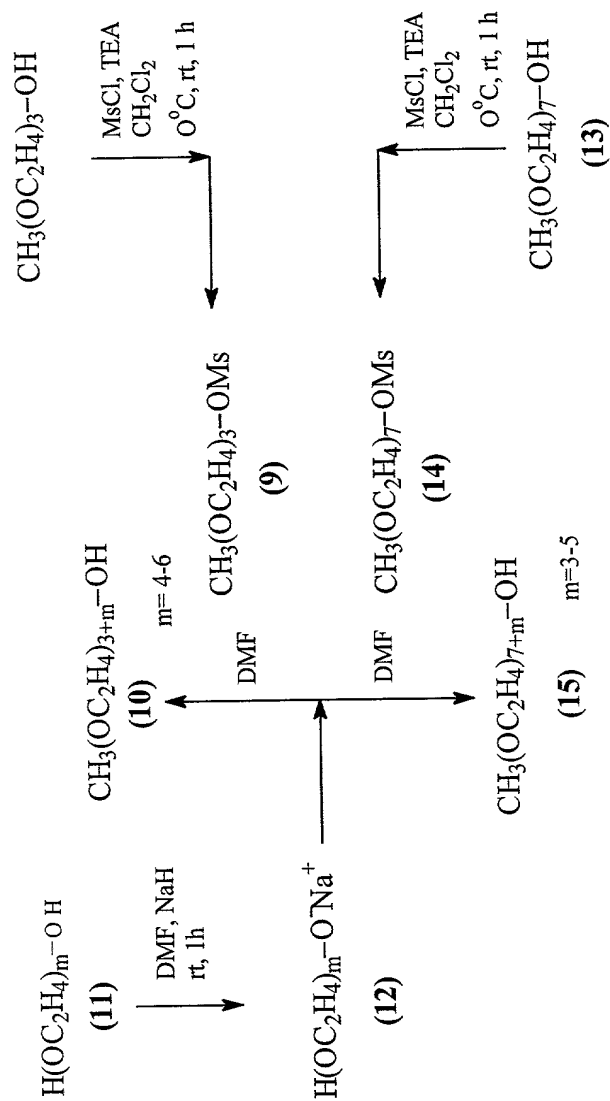 H(OC₂H₄)ₘ—OH
(11)
DMF, NaH
rt, 1h
H(OC₂H₄)ₘ—O⁻Na⁺
(12)
CH₃(OC₂H₄)₃₊ₘ—OH
(10)
m= 4-6
DMF
DMF
CH₃(OC₂H₄)₇₊ₘ—OH
(15)
m=3-5
CH₃(OC₂H₄)₃—OMs
(9)
CH₃(OC₂H₄)₇—OMs
(14)
CH₃(OC₂H₄)₃—OH
MsCl, TEA
CH₂Cl₂
O°C, rt, 1 h
MsCl, TEA
CH₂Cl₂
O°C, rt, 1 h
CH₃(OC₂H₄)₇—OH
(13)